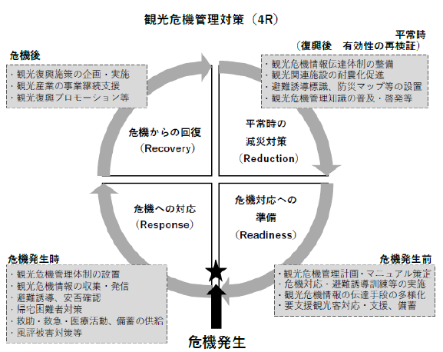 観光危機管理対策（4R）
平常時
（復興後　有効性の再検証）
危機後
・観光復興施策の企画・実施
・観光産業の事業継続支援
・観光復興プロモーション等
・観光危機情報伝達体制の整備
・観光関連施設の耐震化促進
・避難誘導標識、防災マップ等の設置
・観光危機管理知識の普及・啓発等
危機からの回復
（Recovery）
平常時の
減災対策
（Reduction）
危機への対応
（Response）
危機対応への
準備
（Readiness）
危機発生時
・観光危機管理体制の設置
・観光危機情報の収集・発信
・避難誘導、安否確認
・帰宅困難者対策
・救助・救急・医療活動、備蓄の供給
・風評被害対策等
危機発生前
・観光危機管理計画・マニュアル策定
・危機対応・避難誘導訓練等の実施
・観光危機情報の伝達手段の多様化
・要支援観光客対応・支援、備蓄
危機発生